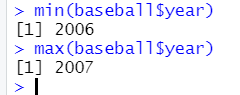 > min(baseball$year)
[1] 2006
> max(baseball$year)
[1] 2007
>